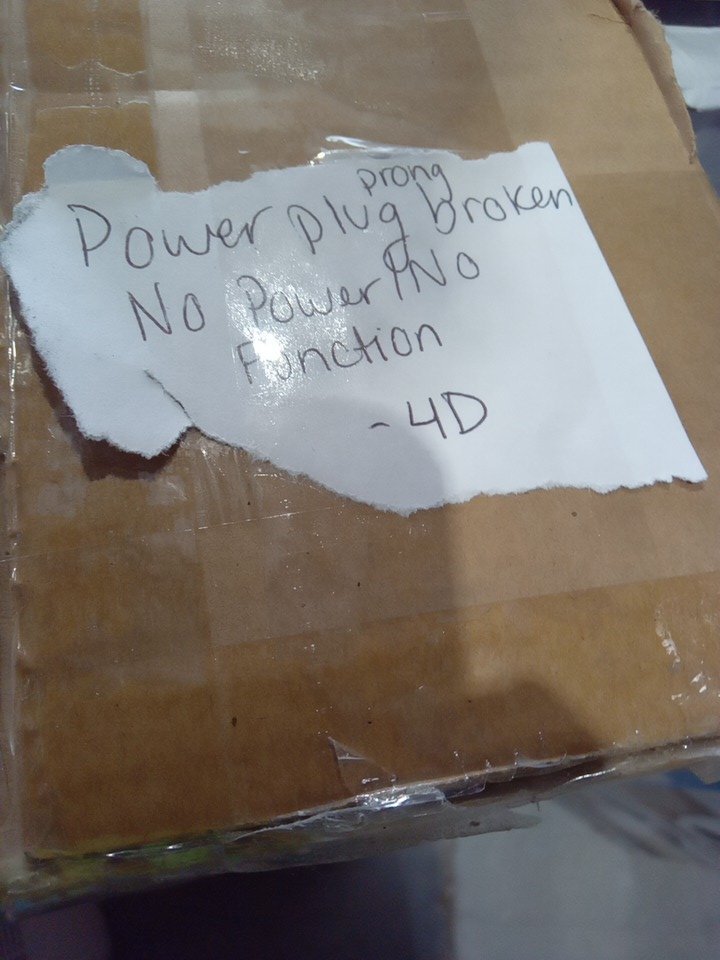 Power plug prong broken
No Power/No
Function
-4D